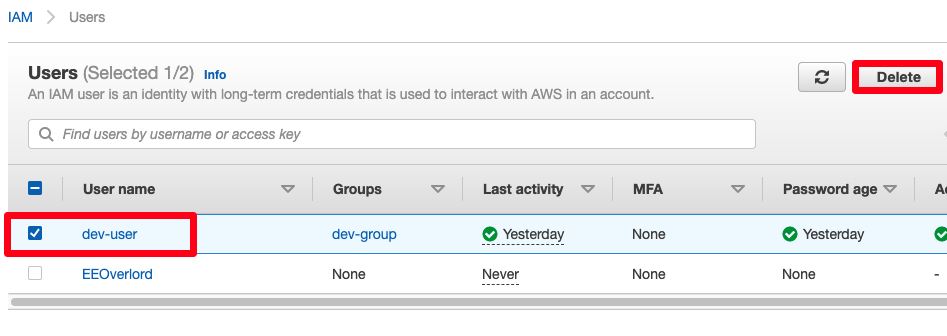 IAM > Users
Users (Selected 1/2) Info
Delete
An IAM user is an identity with long-term credentials that is used to interact with AWS in an account.
Find users by username or access key
User name Groups Last activity MFA Password age
dev-user dev-group Yesterday None Yesterday
EEOverlord None Never None None -